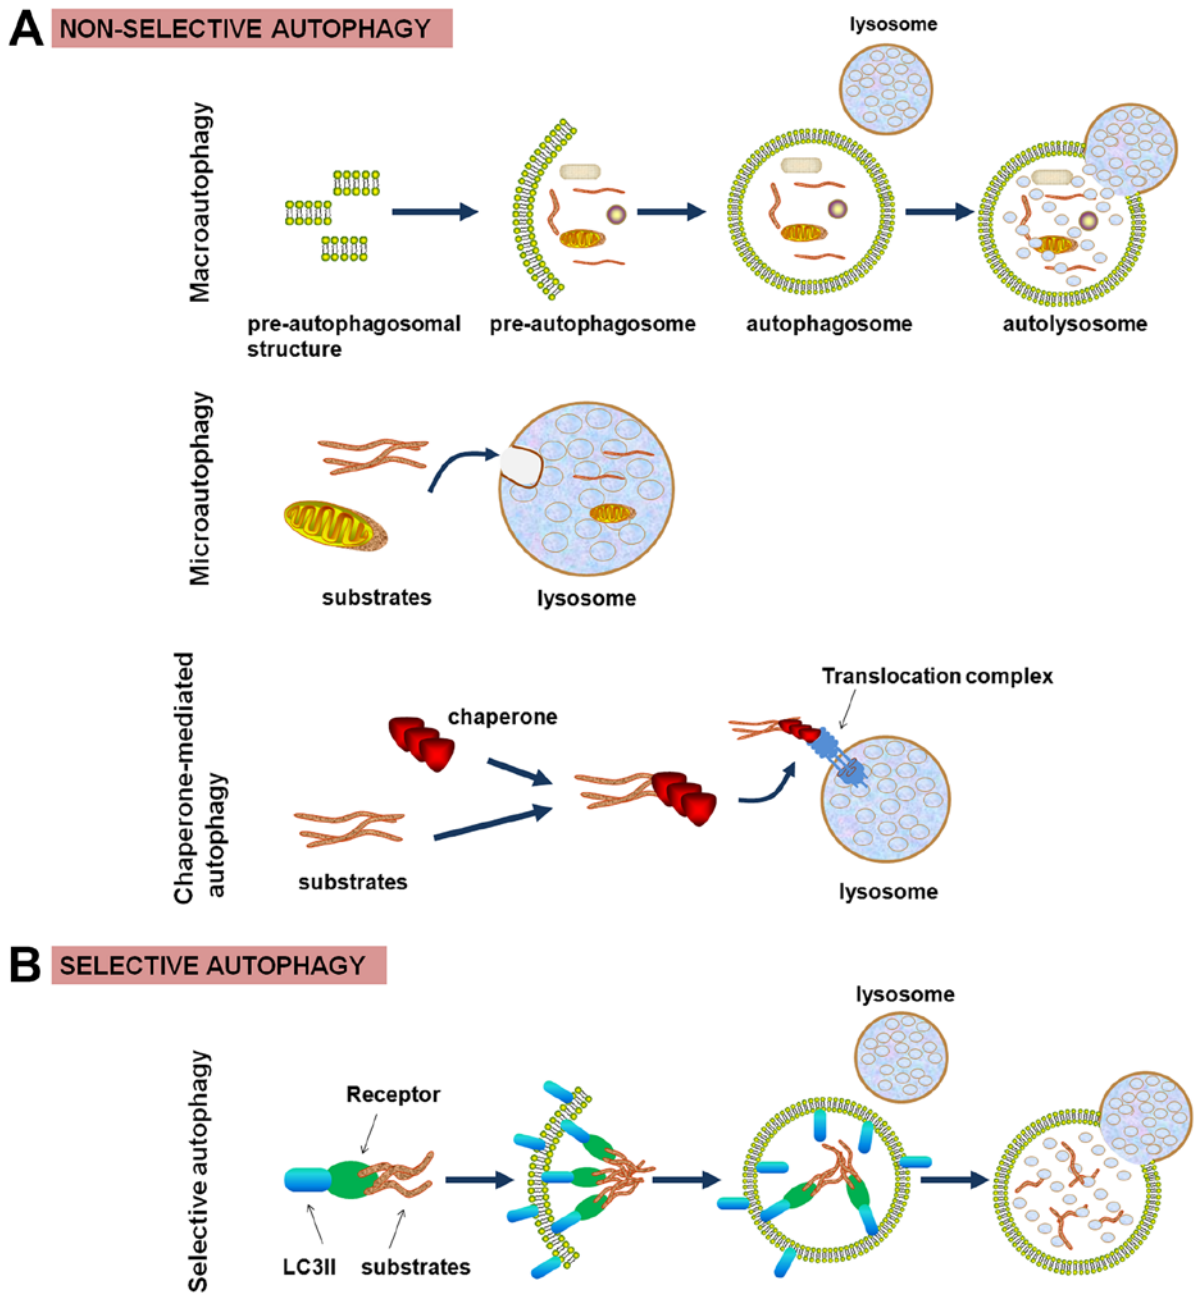 A NON-SELECTIVE AUTOPHAGY
lysosome
Macroautophagy
pre-autophagosomal
structure
pre-autophagosome
autophagosome
autolysosome
Microautophagy
substrates
lysosome
Chaperone-mediated
autophagy
chaperone
substrates
Translocation complex
lysosome
B SELECTIVE AUTOPHAGY
lysosome
Selective autophagy
Receptor
LC3II
substrates